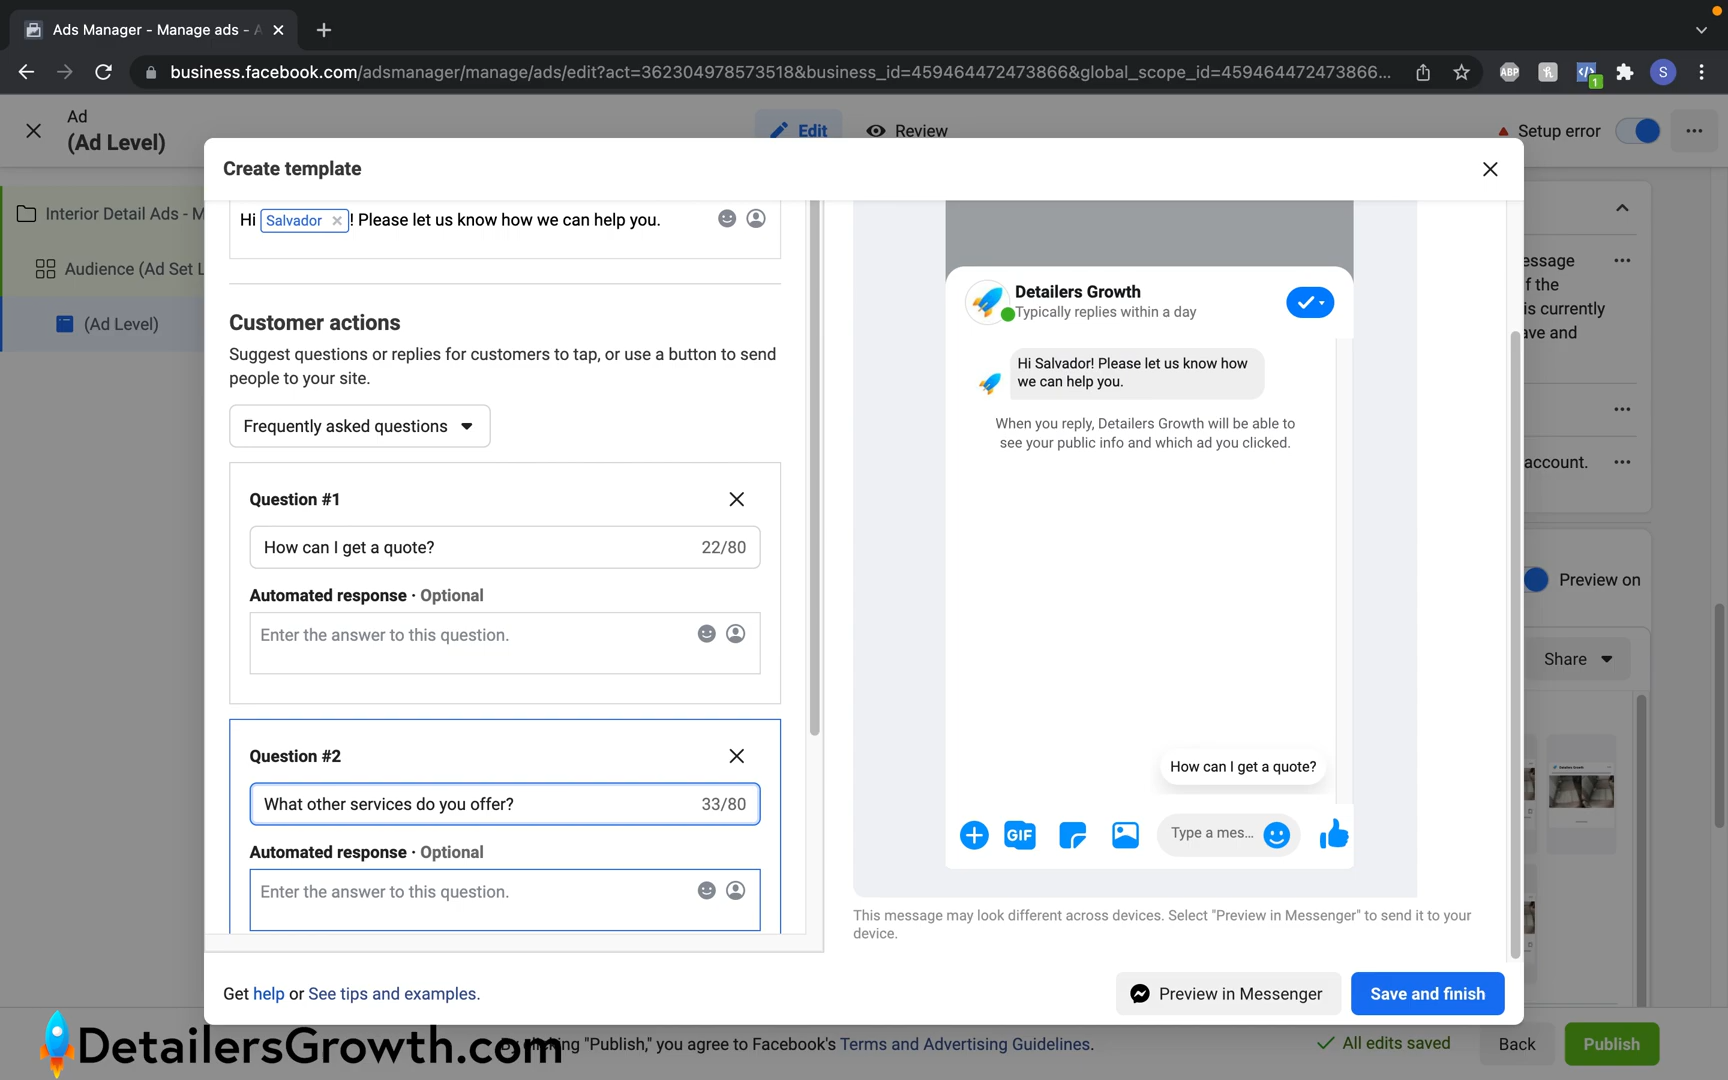 Ads Manager - Manage ads - A
business.facebook.com/adsmanager/manage/ads/edit?act=362304978573518&business_id=459464472473866&global_scope_id=459464472473866...
ABP
1
S
Ad
(Ad Level)
Edit
Review
Setup error
Create template
Interior Detail Ads - M
Audience (Ad Set L
(Ad Level)
Hi Salvador ! Please let us know how we can help you.
Customer actions
Suggest questions or replies for customers to tap, or use a button to send
people to your site.
Frequently asked questions
Question #1
How can I get a quote?
22/80
Automated response · Optional
Enter the answer to this question.
Question #2
What other services do you offer?
33/80
Automated response · Optional
Enter the answer to this question.
Detailers Growth
Typically replies within a day
Hi Salvador! Please let us know how
we can help you.
When you reply, Detailers Growth will be able to
see your public info and which ad you clicked.
How can I get a quote?
GIF
Type a mes...
This message may look different across devices. Select "Preview in Messenger" to send it to your
device.
essage
f the
is currently
ave and
account.
Preview on
Share
Get help or See tips and examples.
Preview in Messenger
Save and finish
DetailersGrowth.com
"Publish," you agree to Facebook's Terms and Advertising Guidelines.
All edits saved
Back
Publish